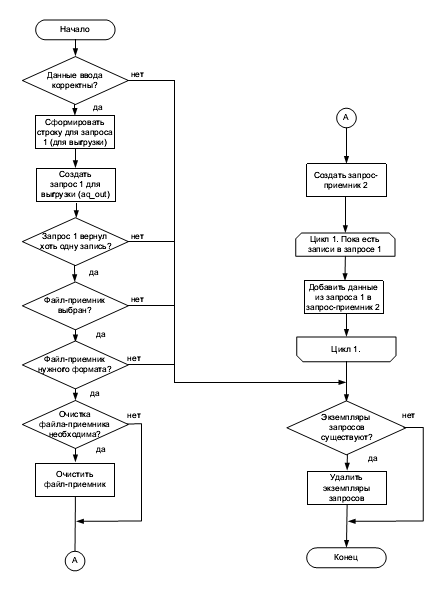 Начало
Данные ввода
корректны?
нет
да
Сформировать
строку для запроса
1 (для выгрузки)
Создать
запрос 1 для
выгрузки (aq_out)
Запрос 1 вернул
хоть одну запись?
нет
да
Файл-приемник
выбран?
нет
да
Файл-приемник
нужного формата?
нет
да
Очистка
файла-приемника
необходима?
нет
да
Очистить
файл-приемник
А
А
Создать запрос-
приемник 2
Цикл 1. Пока есть
записи в запросе 1
Добавить данные
из запроса 1 в
запрос-приемник 2
Цикл 1.
Экземпляры
запросов
существуют?
нет
да
Удалить
экземпляры
запросов
Конец